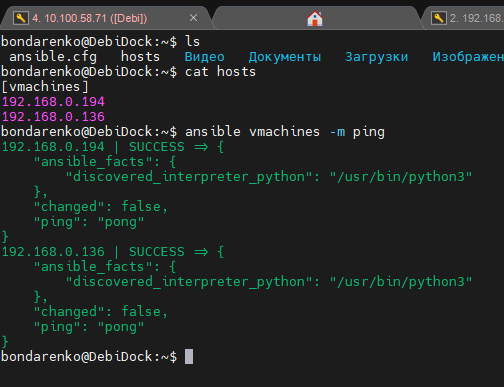 4. 10.100.58.71 ([Debi])
2. 192.168.
bondarenko@DebiDock:~$ ls
ansible.cfg hosts Видео Документы Загрузки Изображен
bondarenko@DebiDock:~$ cat hosts
[vmachines]
192.168.0.194
192.168.0.136
bondarenko@DebiDock:~$ ansible vmachines -m ping
192.168.0.194 | SUCCESS => {
    "ansible_facts": {
        "discovered_interpreter_python": "/usr/bin/python3"
    },
    "changed": false,
    "ping": "pong"
}
192.168.0.136 | SUCCESS => {
    "ansible_facts": {
        "discovered_interpreter_python": "/usr/bin/python3"
    },
    "changed": false,
    "ping": "pong"
}
bondarenko@DebiDock:~$